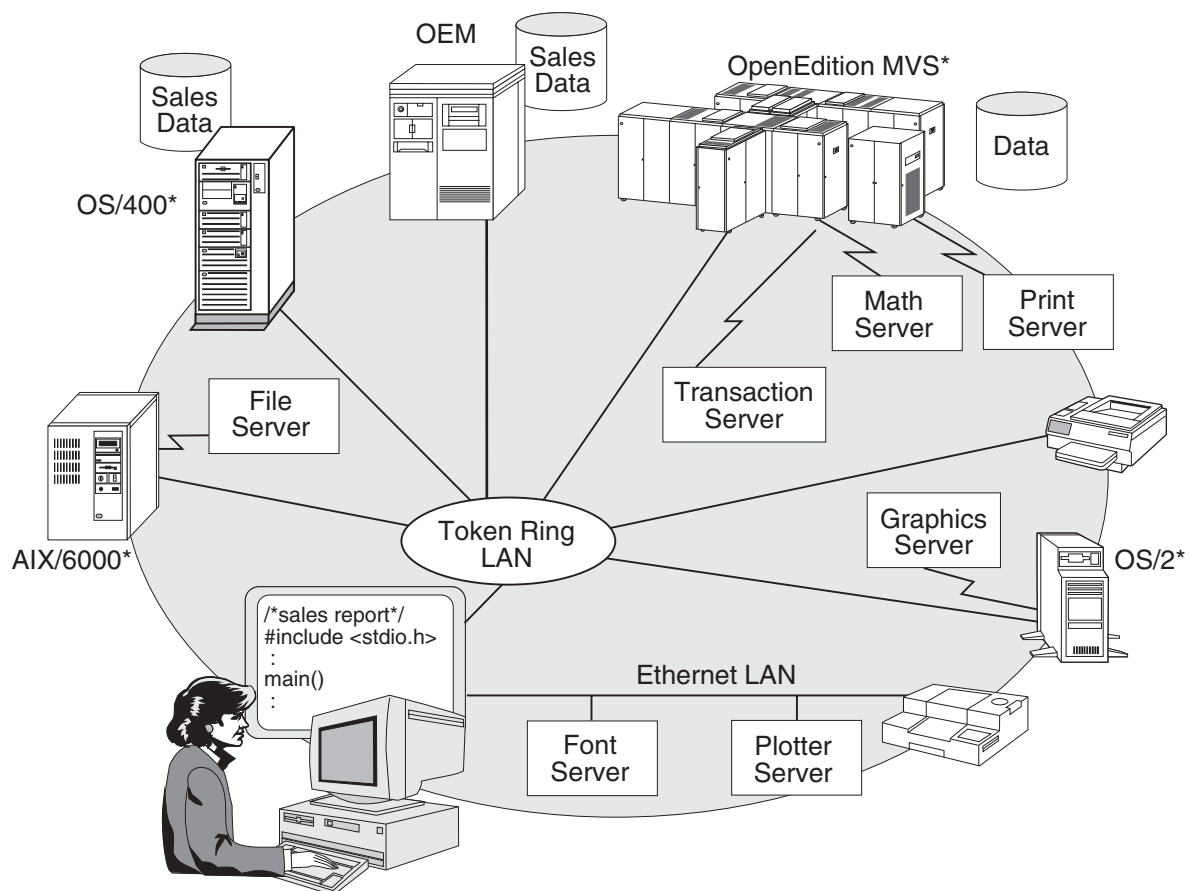 OEM
Sales
Data
Sales
Data
OpenEdition MVS*
Data
OS/400*
Math
Server
Print
Server
Transaction
Server
File
Server
AIX/6000*
Token Ring
LAN
Graphics
Server
OS/2*
/*sales report*/
#include <stdio.h>
:
main()
:
Ethernet LAN
Font
Server
Plotter
Server